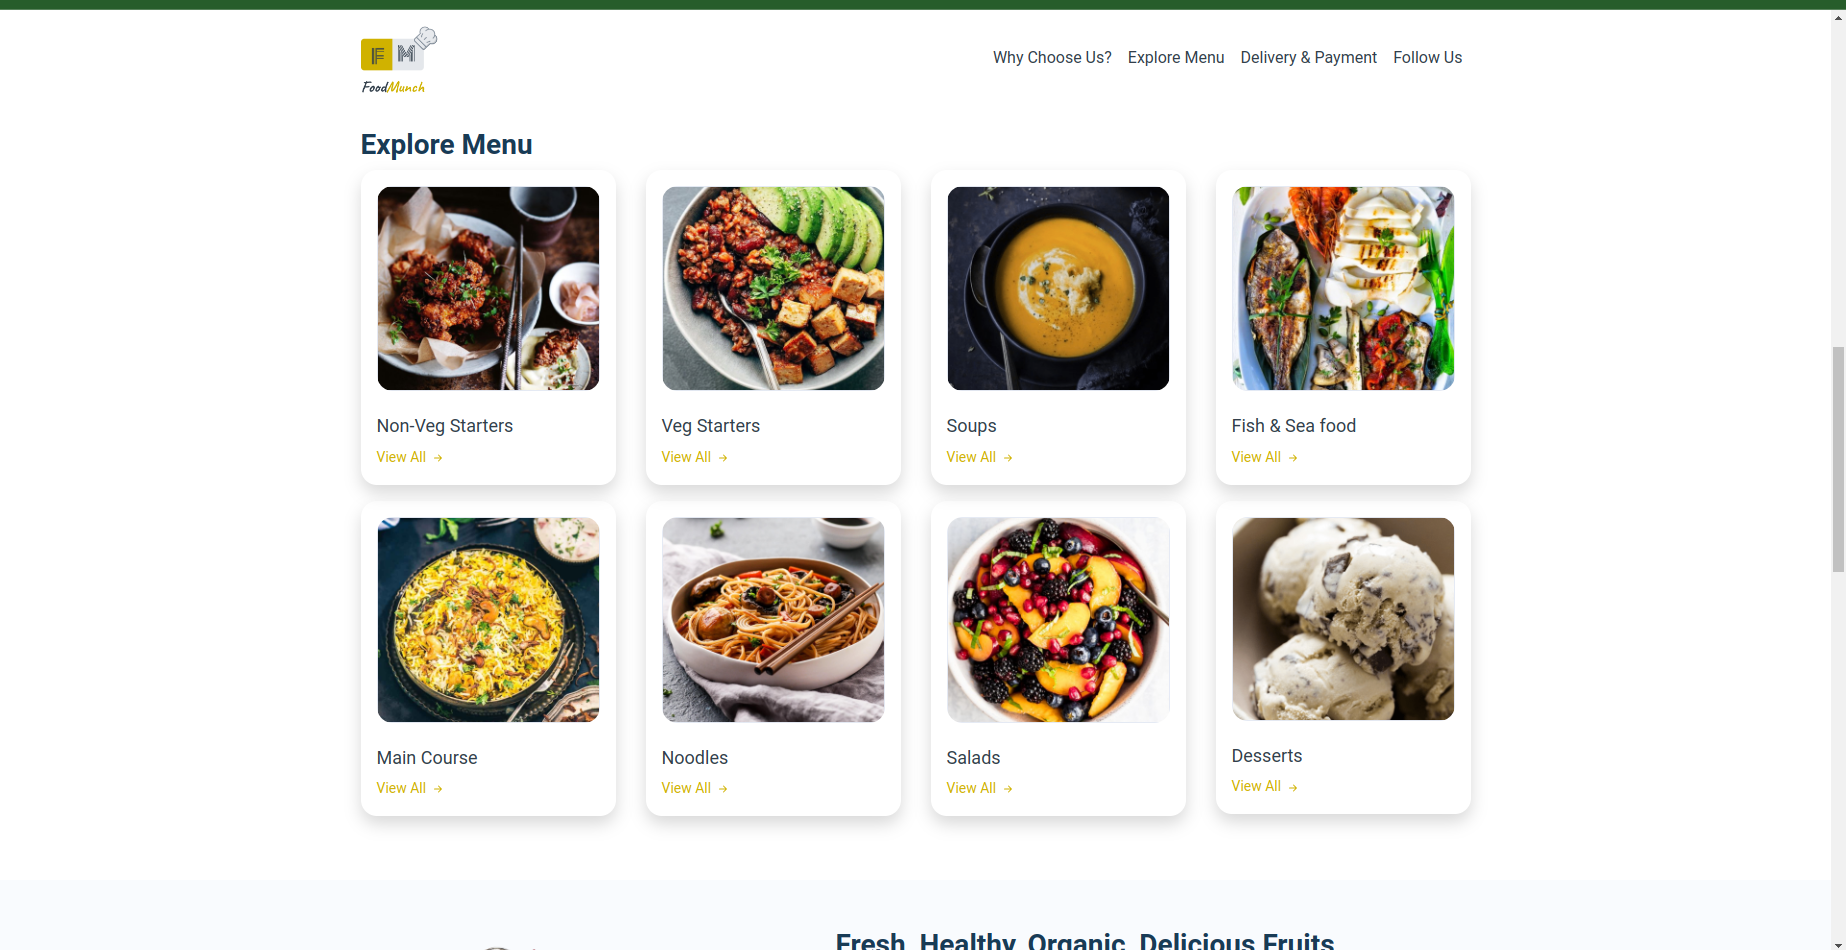 F M
FoodMunch
Why Choose Us? Explore Menu Delivery & Payment Follow Us
Explore Menu
Non-Veg Starters
View All →
Veg Starters
View All →
Soups
View All →
Fish & Sea food
View All →
Main Course
View All →
Noodles
View All →
Salads
View All →
Desserts
View All →
Fresh, Healthy, Organic, Delicious Fruits